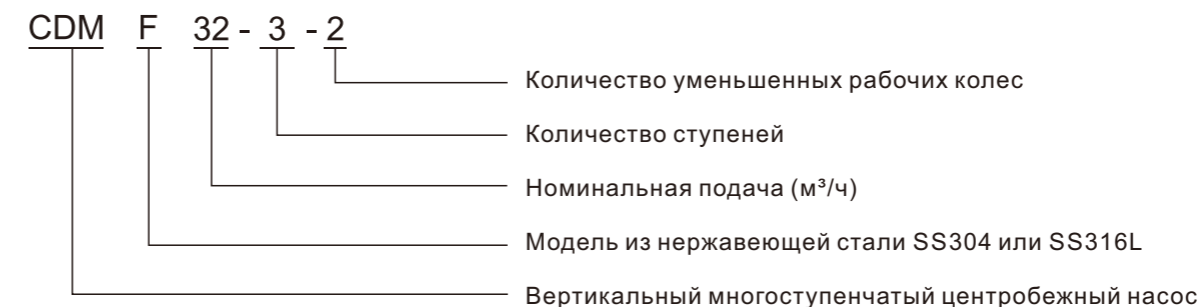 CDM F 32 - 3 - 2
Количество уменьшенных рабочих колес
Количество ступеней
Номинальная подача (м³/ч)
Модель из нержавеющей стали SS304 или SS316L
Вертикальный многоступенчатый центробежный насос